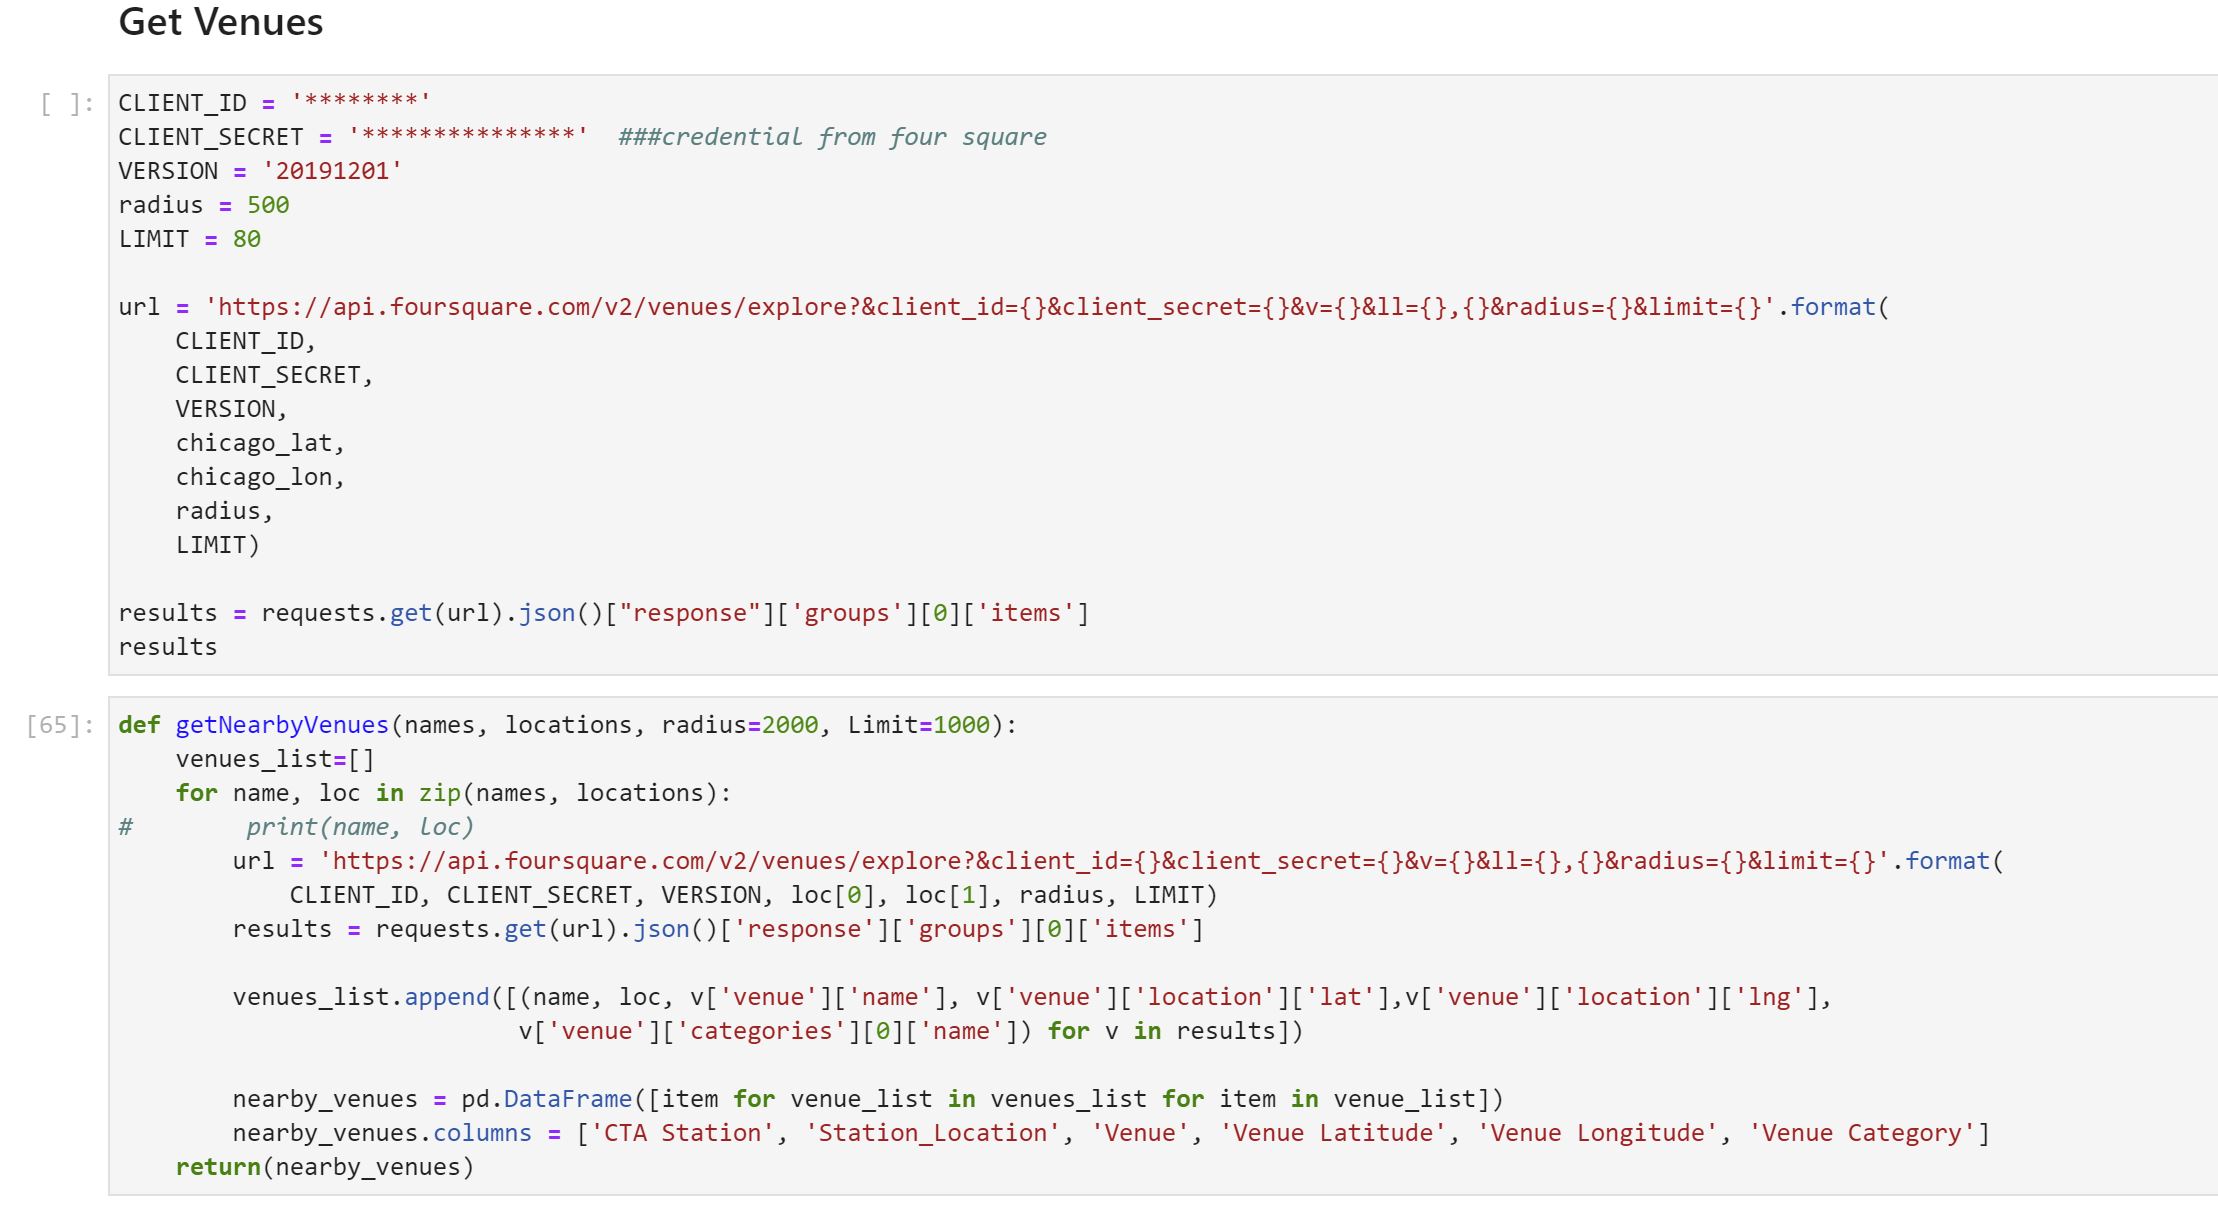 Get Venues
[ ]:
CLIENT_ID = '********'
CLIENT_SECRET = '***************'  ###credential from four square
VERSION = '20191201'
radius = 500
LIMIT = 80

url = 'https://api.foursquare.com/v2/venues/explore?&client_id={}&client_secret={}&v={}&ll={},{}&radius={}&limit={}'.format(
    CLIENT_ID,
    CLIENT_SECRET,
    VERSION,
    chicago_lat,
    chicago_lon,
    radius,
    LIMIT)

results = requests.get(url).json()["response"]['groups'][0]['items']
results
[65]:
def getNearbyVenues(names, locations, radius=2000, Limit=1000):
    venues_list=[]
    for name, loc in zip(names, locations):
#        print(name, loc)
        url = 'https://api.foursquare.com/v2/venues/explore?&client_id={}&client_secret={}&v={}&ll={},{}&radius={}&limit={}'.format(
            CLIENT_ID, CLIENT_SECRET, VERSION, loc[0], loc[1], radius, LIMIT)
        results = requests.get(url).json()['response']['groups'][0]['items']

        venues_list.append([(name, loc, v['venue']['name'], v['venue']['location']['lat'],v['venue']['location']['lng'],
                            v['venue']['categories'][0]['name']) for v in results])

        nearby_venues = pd.DataFrame([item for venue_list in venues_list for item in venue_list])
        nearby_venues.columns = ['CTA Station', 'Station_Location', 'Venue', 'Venue Latitude', 'Venue Longitude', 'Venue Category']
    return(nearby_venues)